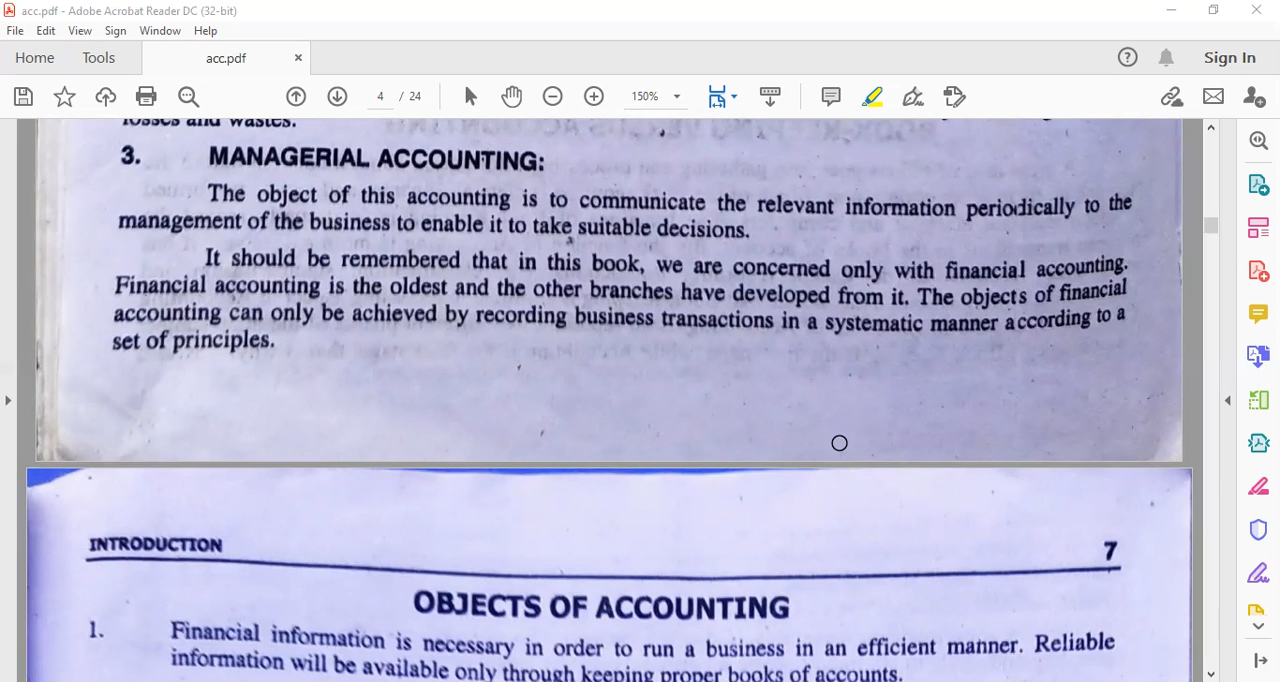 acc.pdf - Adobe Acrobat Reader DC (32-bit)
File Edit View Sign Window Help
Home Tools acc.pdf Sign In
4 / 24 150%
losses and wastes.
3. MANAGERIAL ACCOUNTING:
The object of this accounting is to communicate the relevant information periodically to the
management of the business to enable it to take suitable decisions.
It should be remembered that in this book, we are concerned only with financial accounting.
Financial accounting is the oldest and the other branches have developed from it. The objects of financial
accounting can only be achieved by recording business transactions in a systematic manner according to a
set of principles.
INTRODUCTION 7
OBJECTS OF ACCOUNTING
1. Financial information is necessary in order to run a business in an efficient manner. Reliable
information will be available only through keeping proper books of accounts.